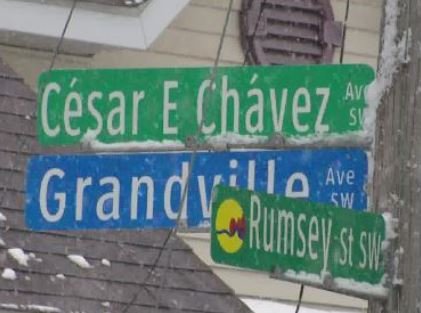 César E Chávez Ave SW
Grandville Ave SW
Rumsey St SW